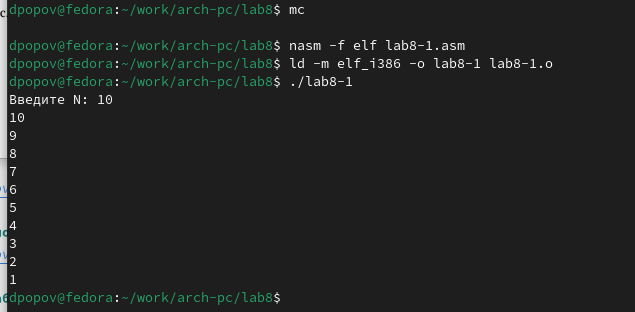 dpopov@fedora:~/work/arch-pc/lab8$ mc
dpopov@fedora:~/work/arch-pc/lab8$ nasm -f elf lab8-1.asm
dpopov@fedora:~/work/arch-pc/lab8$ ld -m elf_i386 -o lab8-1 lab8-1.o
dpopov@fedora:~/work/arch-pc/lab8$ ./lab8-1
Введите N: 10
10
9
8
7
6
5
4
3
2
1
dpopov@fedora:~/work/arch-pc/lab8$